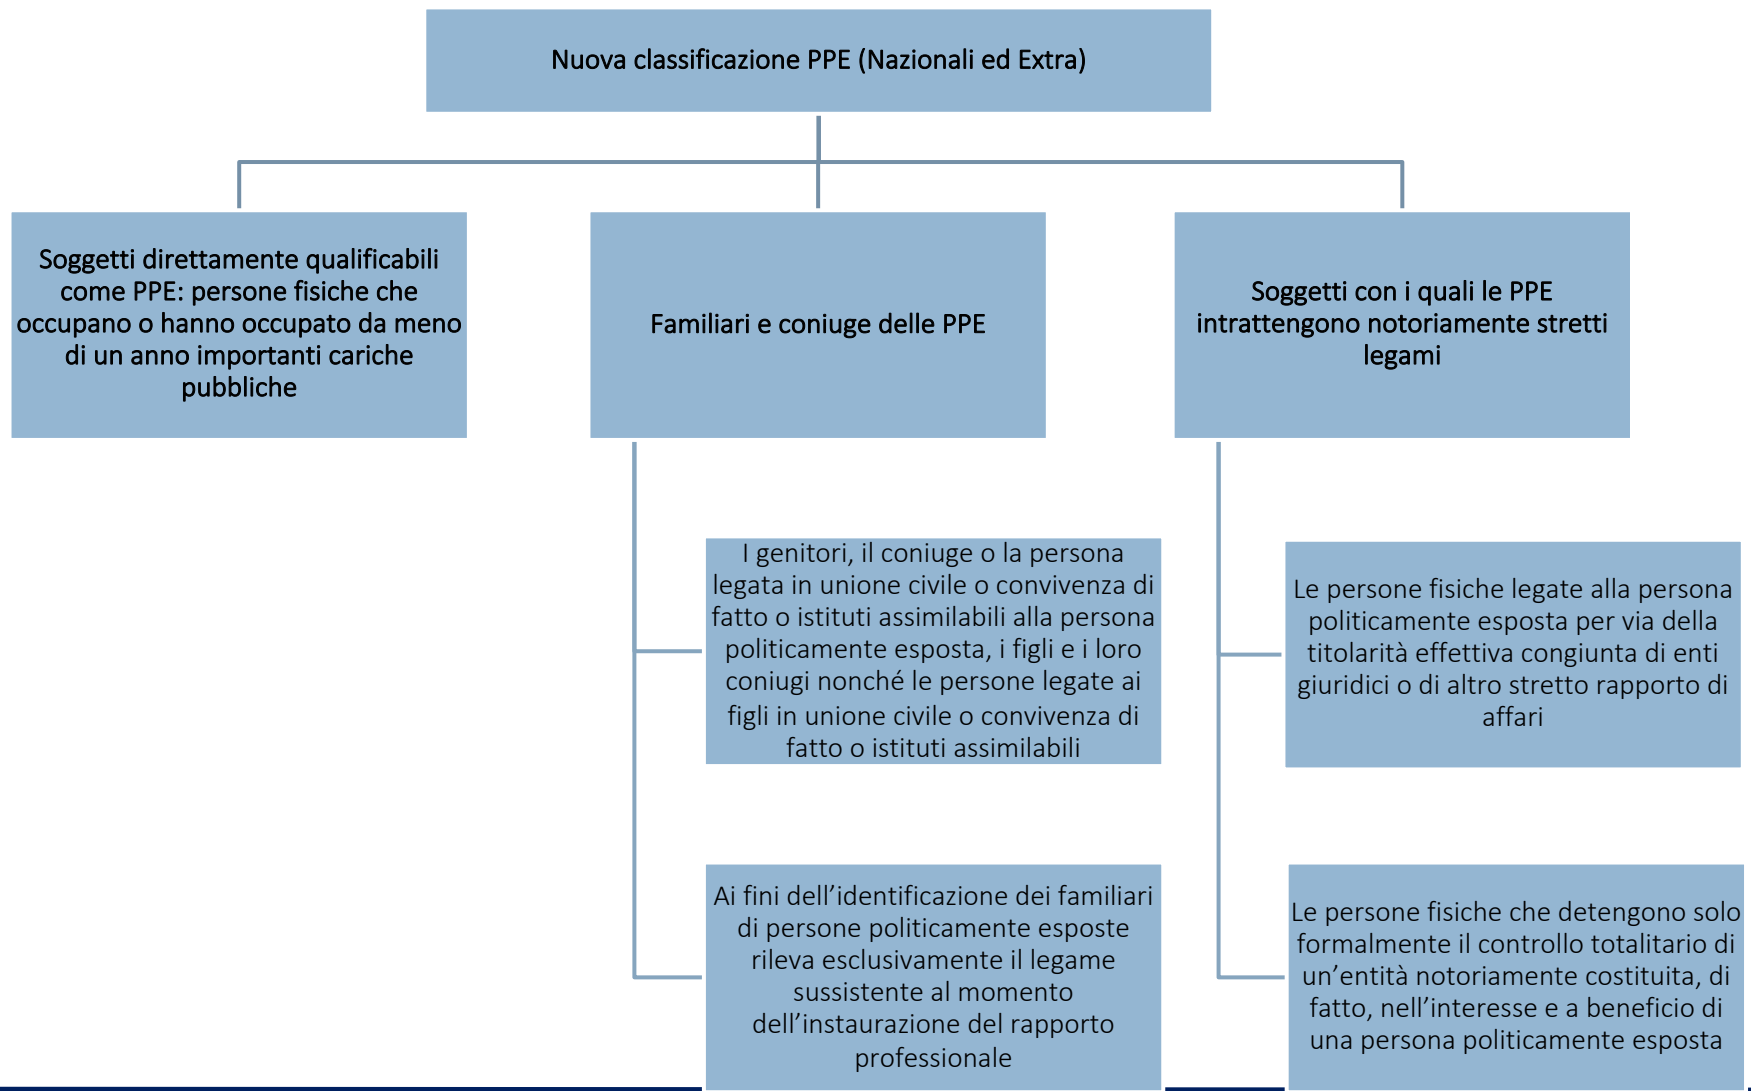 Nuova classificazione PPE (Nazionali ed Extra)
Soggetti direttamente qualificabili
come PPE: persone fisiche che
occupano o hanno occupato da meno
di un anno importanti cariche
pubbliche
Familiari e coniuge delle PPE
Soggetti con i quali le PPE
intrattengono notoriamente stretti
legami
I genitori, il coniuge o la persona
legata in unione civile o convivenza di
fatto o istituti assimilabili alla persona
politicamente esposta, i figli e i loro
coniugi nonché le persone legate ai
figli in unione civile o convivenza di
fatto o istituti assimilabili
Le persone fisiche legate alla persona
politicamente esposta per via della
titolarità effettiva congiunta di enti
giuridici o di altro stretto rapporto di
affari
Ai fini dell’identificazione dei familiari
di persone politicamente esposte
rileva esclusivamente il legame
sussistente al momento
dell’instaurazione del rapporto
professionale
Le persone fisiche che detengono solo
formalmente il controllo totalitario di
un’entità notoriamente costituita, di
fatto, nell’interesse e a beneficio di
una persona politicamente esposta